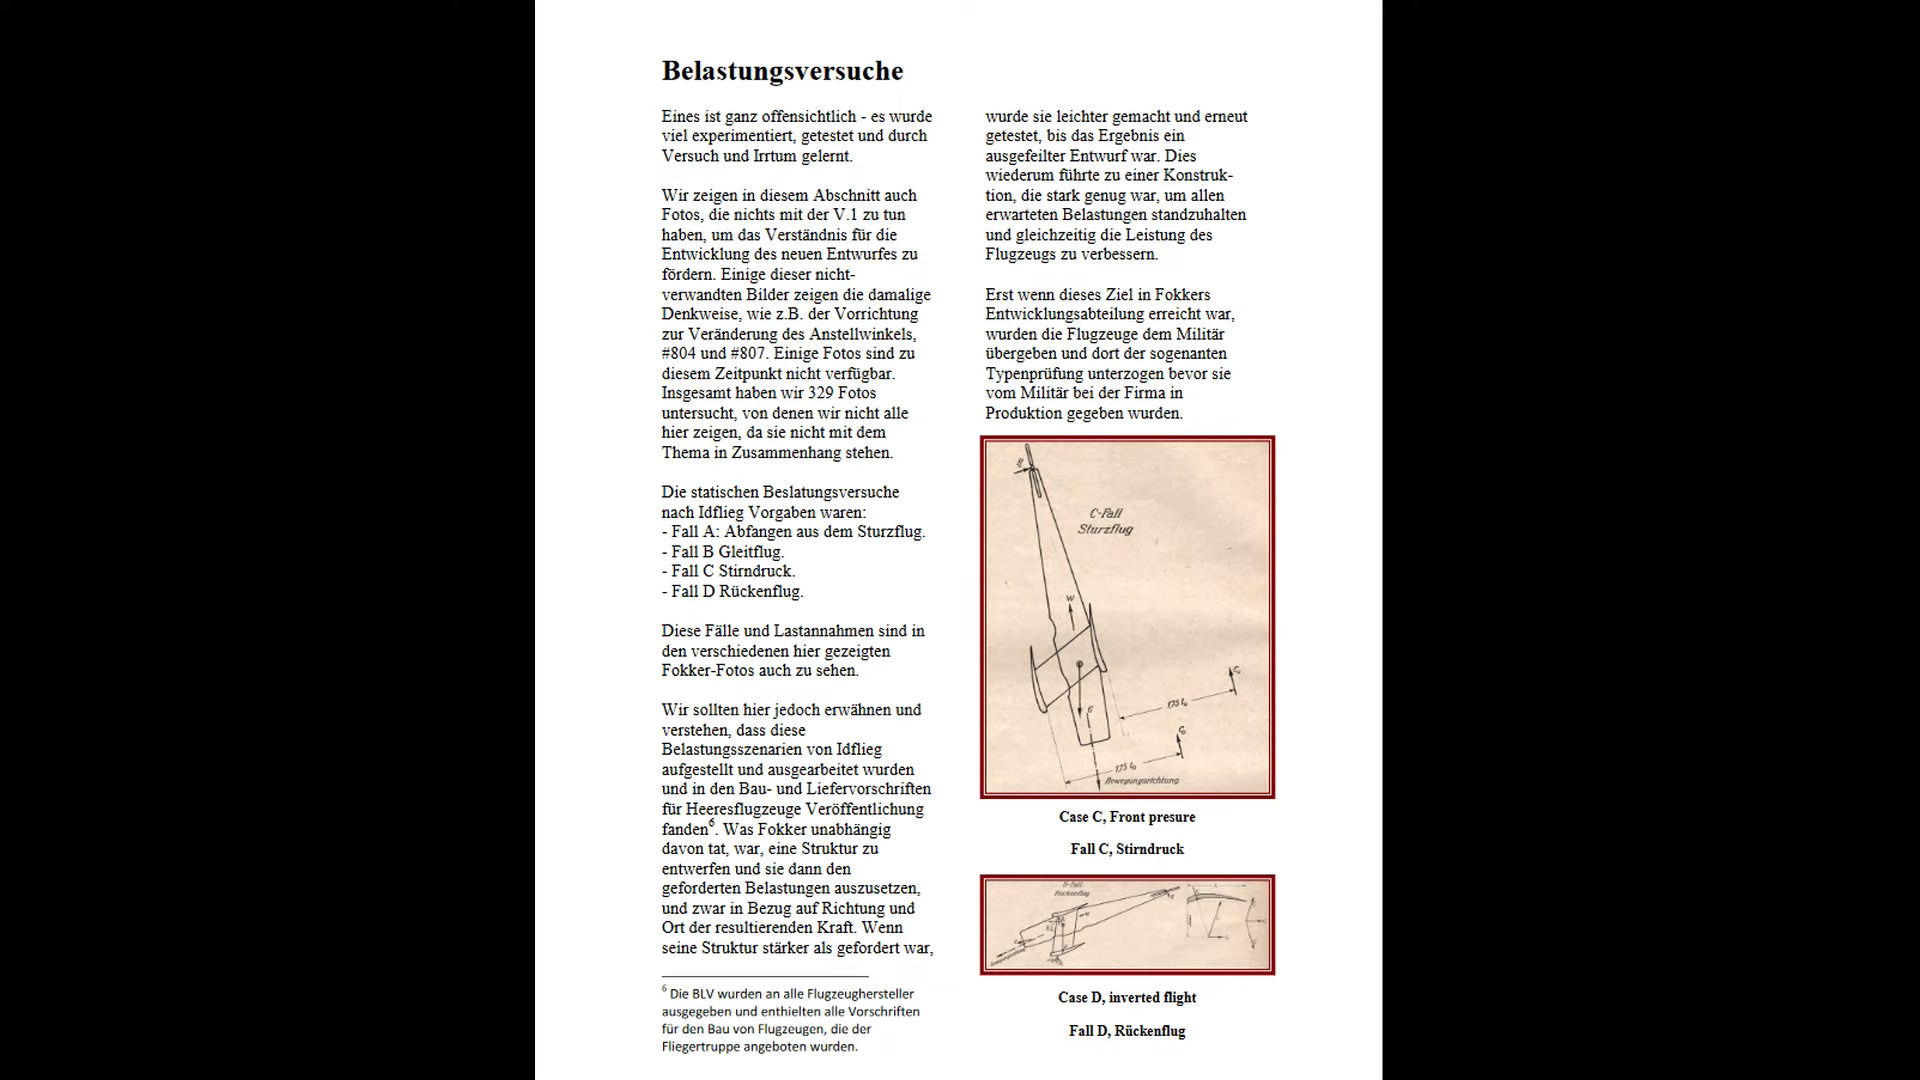 Belastungsversuche
Eines ist ganz offensichtlich - es wurde
viel experimentiert, getestet und durch
Versuch und Irrtum gelernt.
Wir zeigen in diesem Abschnitt auch
Fotos, die nichts mit der V.1 zu tun
haben, um das Verständnis für die
Entwicklung des neuen Entwurfes zu
fördern. Einige dieser nicht-
verwandten Bilder zeigen die damalige
Denkweise, wie z.B. der Vorrichtung
zur Veränderung des Anstellwinkels,
#804 und #807. Einige Fotos sind zu
diesem Zeitpunkt nicht verfügbar.
Insgesamt haben wir 329 Fotos
untersucht, von denen wir nicht alle
hier zeigen, da sie nicht mit dem
Thema in Zusammenhang stehen.
Die statischen Beslatungsversuche
nach Idflieg Vorgaben waren:
- Fall A: Abfangen aus dem Sturzflug.
- Fall B Gleitflug.
- Fall C Stirndruck.
- Fall D Rückenflug.
Diese Fälle und Lastannahmen sind in
den verschiedenen hier gezeigten
Fokker-Fotos auch zu sehen.
Wir sollten hier jedoch erwähnen und
verstehen, dass diese
Belastungsszenarien von Idflieg
aufgestellt und ausgearbeitet wurden
und in den Bau- und Liefervorschriften
für Heeresflugzeuge Veröffentlichung
fanden⁶. Was Fokker unabhängig
davon tat, war, eine Struktur zu
entwerfen und sie dann den
geforderten Belastungen auszusetzen,
und zwar in Bezug auf Richtung und
Ort der resultierenden Kraft. Wenn
seine Struktur stärker als gefordert war,
⁶ Die BLV wurden an alle Flugzeughersteller
ausgegeben und enthielten alle Vorschriften
für den Bau von Flugzeugen, die der
Fliegertruppe angeboten wurden.
wurde sie leichter gemacht und erneut
getestet, bis das Ergebnis ein
ausgefeilter Entwurf war. Dies
wiederum führte zu einer Konstruk-
tion, die stark genug war, um allen
erwarteten Belastungen standzuhalten
und gleichzeitig die Leistung des
Flugzeugs zu verbessern.
Erst wenn dieses Ziel in Fokkers
Entwicklungsabteilung erreicht war,
wurden die Flugzeuge dem Militär
übergeben und dort der sogenanten
Typenprüfung unterzogen bevor sie
vom Militär bei der Firma in
Produktion gegeben wurden.
C-Fall
Sturzflug
W
G
Bewegungsrichtung
Case C, Front presure
Fall C, Stirndruck
D-Fall
Rückenflug
Case D, inverted flight
Fall D, Rückenflug